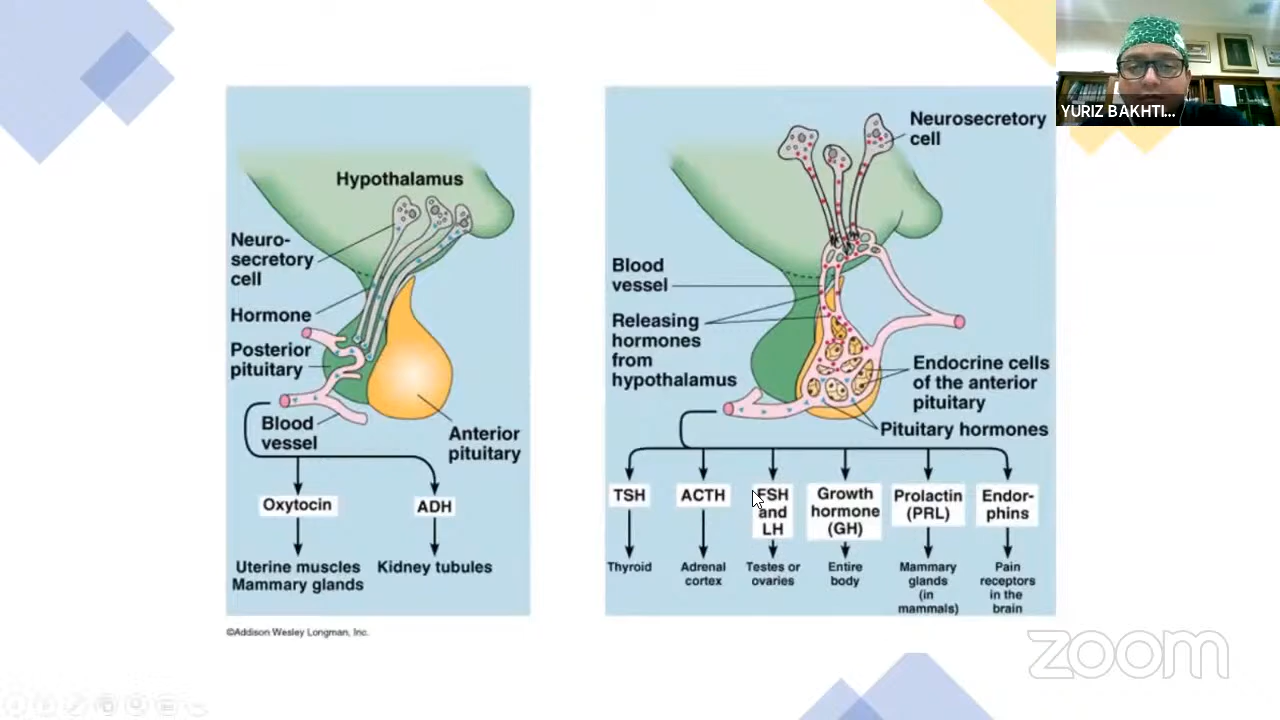 YURIZ BAKHTI...
Hypothalamus
Neuro-
secretory
cell
Hormone
Posterior
pituitary
Blood
vessel
Anterior
pituitary
Oxytocin
ADH
Uterine muscles
Mammary glands
Kidney tubules
©Addison Wesley Longman, Inc.
Neurosecretory
cell
Blood
vessel
Releasing
hormones
from
hypothalamus
Endocrine cells
of the anterior
pituitary
Pituitary hormones
TSH
ACTH
FSH
and
LH
Growth
hormone
(GH)
Prolactin
(PRL)
Endor-
phins
Thyroid
Adrenal
cortex
Testes or
ovaries
Entire
body
Mammary
glands
(in
mammals)
Pain
receptors
in the
brain
zoom